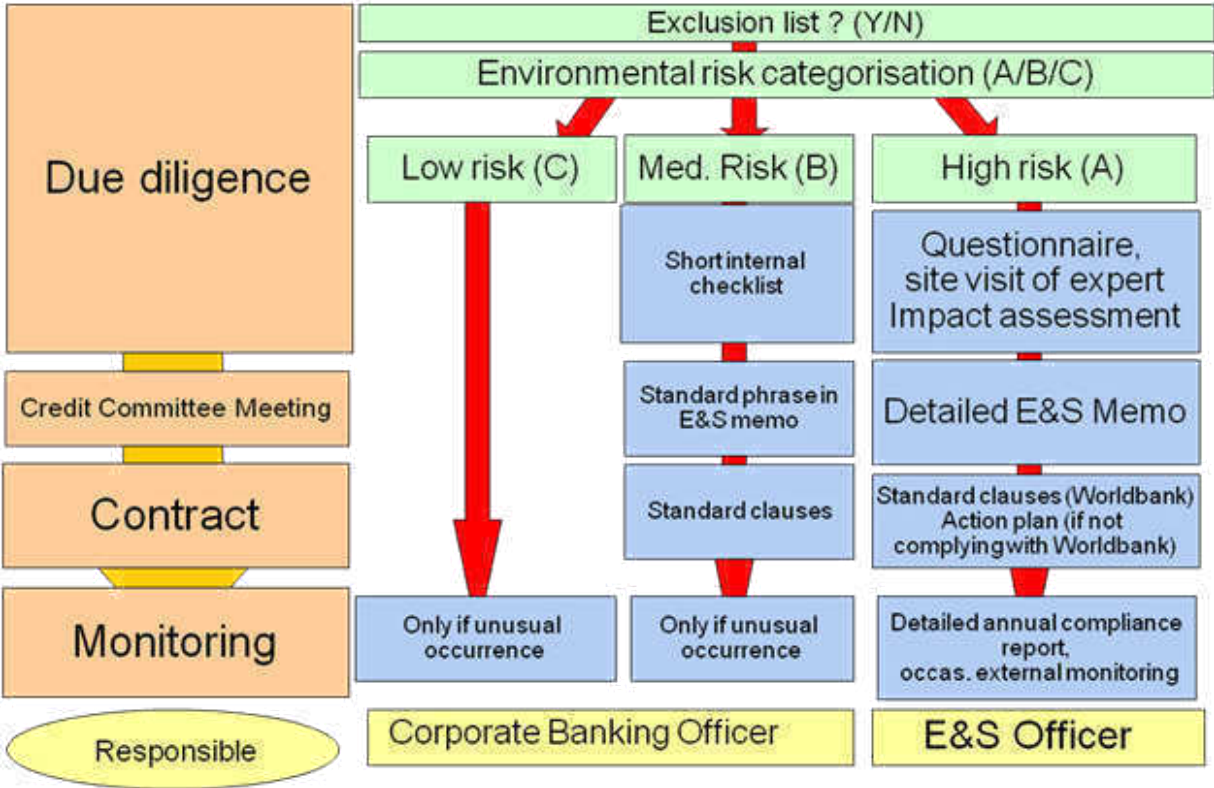 Exclusion list ? (Y/N)
Environmental risk categorisation (A/B/C)
Due diligence
Low risk (C)
Med. Risk (B)
High risk (A)
Short internal
checklist
Questionnaire,
site visit of expert
Impact assessment
Credit Committee Meeting
Standard phrase in
E&S memo
Detailed E&S Memo
Contract
Standard clauses
Standard clauses (Worldbank)
Action plan (if not
complying with Worldbank)
Monitoring
Only if unusual
occurrence
Only if unusual
occurrence
Detailed annual compliance
report,
occas. external monitoring
Responsible
Corporate Banking Officer
E&S Officer